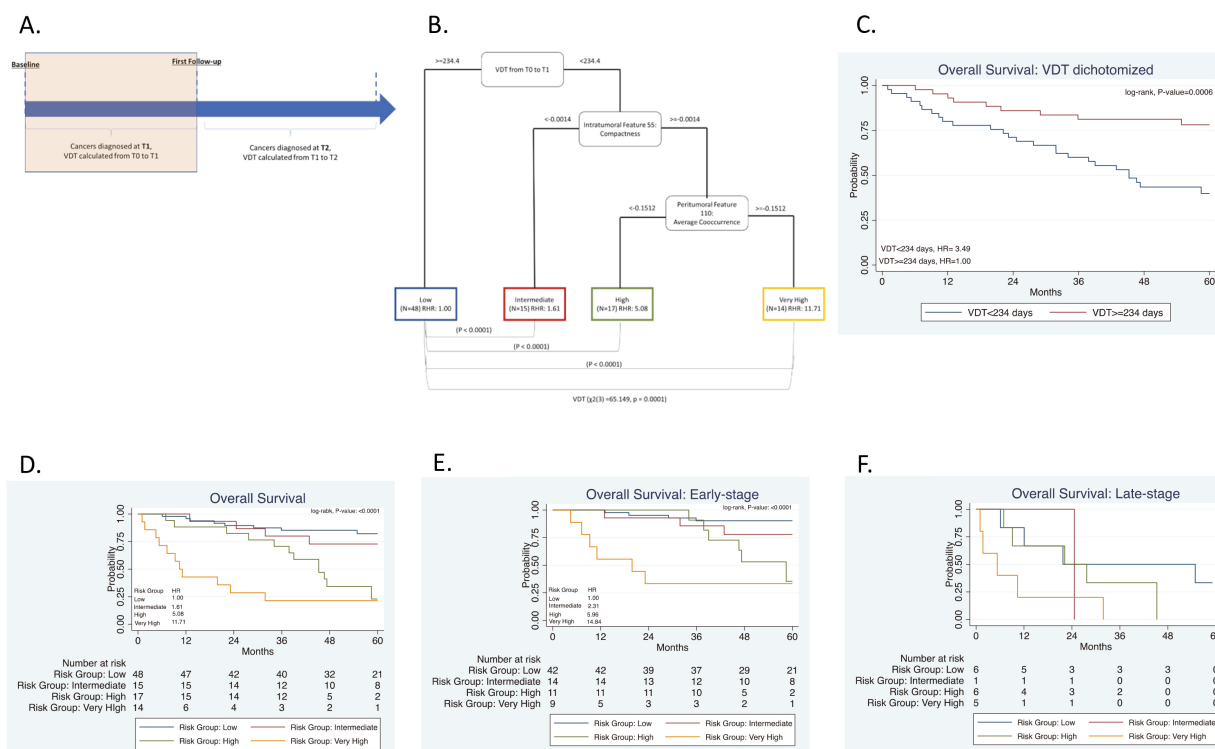 A.
Baseline
First Follow-up
Cancers diagnosed at T1,
VDT calculated from T0 to T1
Cancers diagnosed at T2,
VDT calculated from T1 to T2
B.
>=234.4
VDT from T0 to T1
<234.4
<-0.0014
Intratumoral Feature 55:
Compactness
>=-0.0014
<-0.1512
Peritumoral Feature
110:
Average Cooccurrence
>=-0.1512
Low
(N=48) RHR: 1.00
Intermediate
(N=15) RHR: 1.61
High
(N=17) RHR: 5.08
Very High
(N=14) RHR: 11.71
(P < 0.0001)
(P < 0.0001)
(P < 0.0001)
VDT (χ2(3) =65.149, p = 0.0001)
C.
Overall Survival: VDT dichotomized
log-rank, P-value=0.0006
Probability
1.00
0.75
0.50
0.25
0.00
VDT<234 days, HR= 3.49
VDT>=234 days, HR=1.00
0 12 24 36 48 60
Months
VDT<234 days VDT>=234 days
D.
Overall Survival
log-rabk, P-value: <0.0001
Probability
1.00
0.75
0.50
0.25
0.00
Risk Group HR
Low 1.00
Intermediate 1.61
High 5.08
Very High 11.71
0 12 24 36 48 60
Months
Number at risk
Risk Group: Low 48 47 42 40 32 21
Risk Group: Intermediate 15 15 14 12 10 8
Risk Group: High 17 15 14 12 5 2
Risk Group: Very HIgh 14 6 4 3 2 1
Risk Group: Low Risk Group: Intermediate
Risk Group: High Risk Group: Very High
E.
Overall Survival: Early-stage
log-rank, P-value: <0.0001
Probability
1.00
0.75
0.50
0.25
0.00
Risk Group HR
Low 1.00
Intermediate 2.31
High 5.96
Very High 14.84
0 12 24 36 48 60
Months
Number at risk
Risk Group: Low 42 42 39 37 29 21
Risk Group: Intermediate 14 14 13 12 10 8
Risk Group: High 11 11 11 10 5 2
Risk Group: Very HIgh 9 5 3 3 2 1
Risk Group: Low Risk Group: Intermediate
Risk Group: High Risk Group: Very High
F.
Overall Survival: Late-stage
Probability
1.00
0.75
0.50
0.25
0.00
0 12 24 36 48 60
Months
Number at risk
Risk Group: Low 6 5 3 3 3
Risk Group: Intermediate 1 1 1 0 0
Risk Group: High 6 4 3 2 0
Risk Group: Very HIgh 5 1 1 0 0
Risk Group: Low Risk Group: Intermediate
Risk Group: High Risk Group: Very High